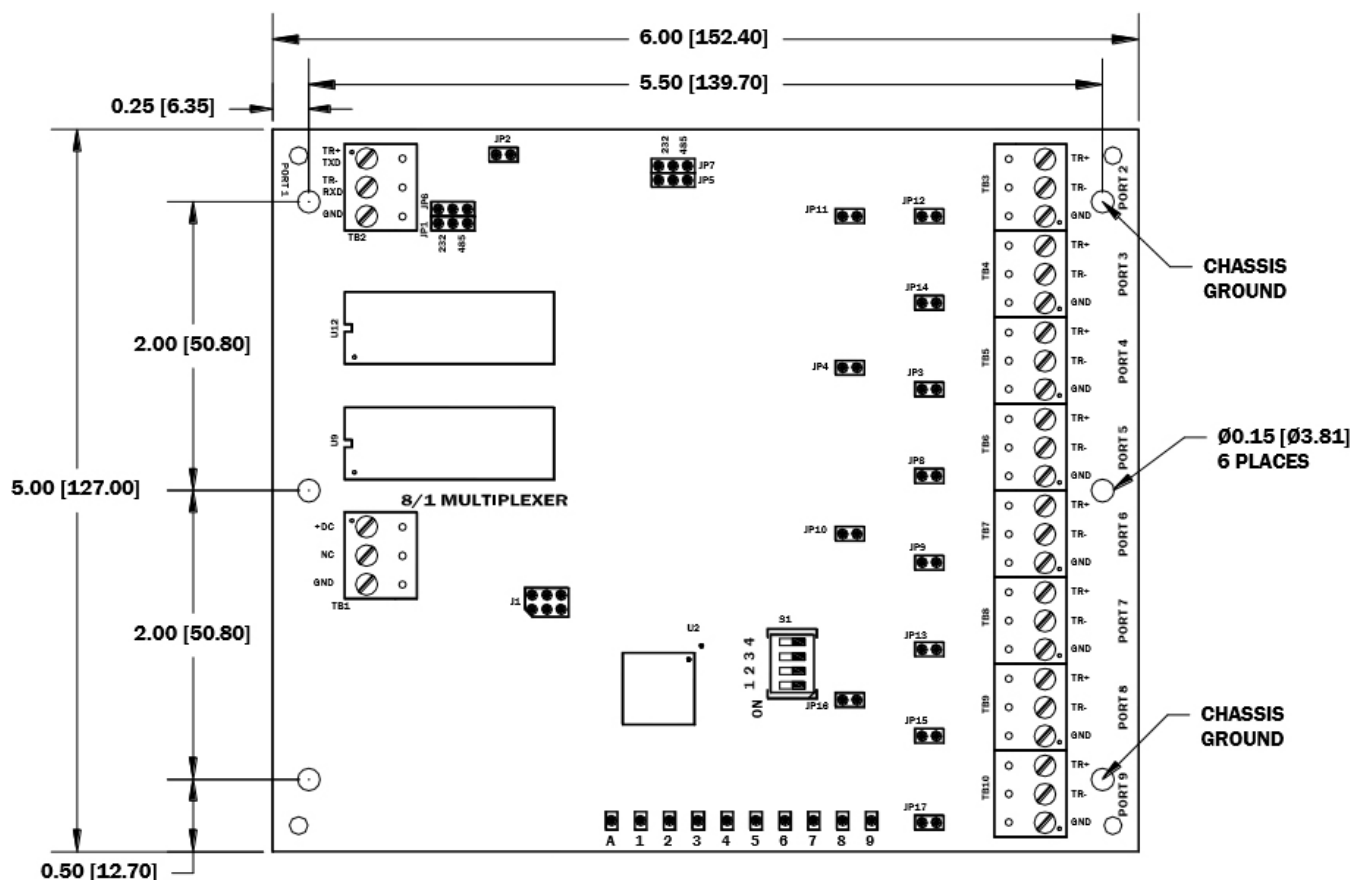 6.00 [152.40]
5.50 [139.70]
0.25 [6.35]
PORT 1
TR+
TXD
TR-
RXD
GND
TB2
JP2
JP6
JP1
232
485
232
485
JP7
JP5
JP11
JP12
JP14
JP4
JP3
JP8
JP10
JP9
JP13
JP16
JP15
JP17
TB3
TR+
TR-
GND
PORT 2
TB4
TR+
TR-
GND
PORT 3
TB5
TR+
TR-
GND
PORT 4
TB6
TR+
TR-
GND
PORT 5
TB7
TR+
TR-
GND
PORT 6
TB8
TR+
TR-
GND
PORT 7
TB9
TR+
TR-
GND
PORT 8
TB10
TR+
TR-
GND
PORT 9
CHASSIS
GROUND
Ø0.15 [Ø3.81]
6 PLACES
CHASSIS
GROUND
2.00 [50.80]
5.00 [127.00]
2.00 [50.80]
0.50 [12.70]
U12
U9
8/1 MULTIPLEXER
+DC
NC
GND
TB1
J1
U2
S1
1 2 3 4
ON
A 1 2 3 4 5 6 7 8 9